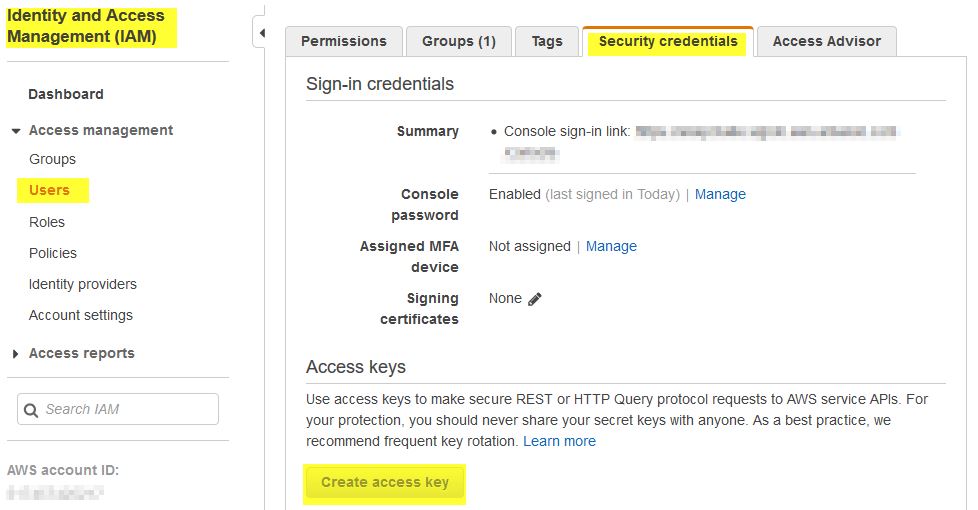 Identity and Access
Management (IAM)
Dashboard
Access management
Groups
Users
Roles
Policies
Identity providers
Account settings
Access reports
Search IAM
AWS account ID:
Permissions
Groups (1)
Tags
Security credentials
Access Advisor
Sign-in credentials
Summary
• Console sign-in link:
Console
password
Enabled (last signed in Today) | Manage
Assigned MFA
device
Not assigned | Manage
Signing
certificates
None
Access keys
Use access keys to make secure REST or HTTP Query protocol requests to AWS service APIs. For
your protection, you should never share your secret keys with anyone. As a best practice, we
recommend frequent key rotation. Learn more
Create access key